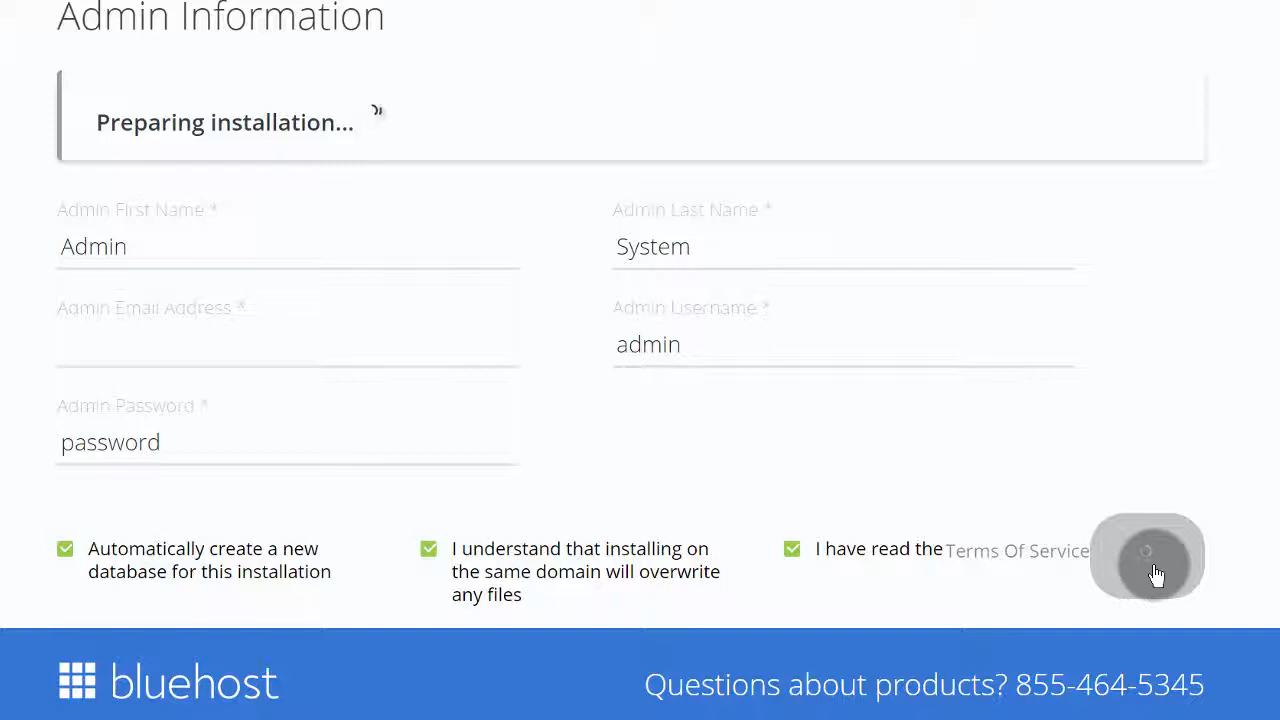 Admin Information
Preparing installation...
Admin First Name *
Admin Last Name *
Admin
System
Admin Email Address *
Admin Username *
admin
Admin Password *
password
Automatically create a new
database for this installation
I understand that installing on
the same domain will overwrite
any files
I have read the Terms Of Service
bluehost
Questions about products? 855-464-5345